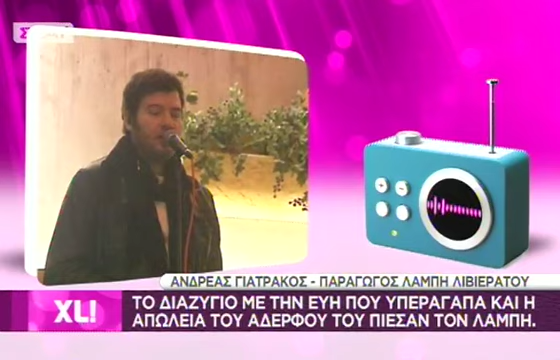 ΑΝΔΡΕΑΣ ΓΙΑΤΡΑΚΟΣ - ΠΑΡΑΓΩΓΟΣ ΛΑΜΠΗ ΛΙΒΙΕΡΑΤΟΥ
XL!
ΤΟ ΔΙΑΖΥΓΙΟ ΜΕ ΤΗΝ ΕΥΗ ΠΟΥ ΥΠΕΡΑΓΑΠΑ ΚΑΙ Η
ΑΠΩΛΕΙΑ ΤΟΥ ΑΔΕΡΦΟΥ ΤΟΥ ΠΙΕΣΑΝ ΤΟΝ ΛΑΜΠΗ.